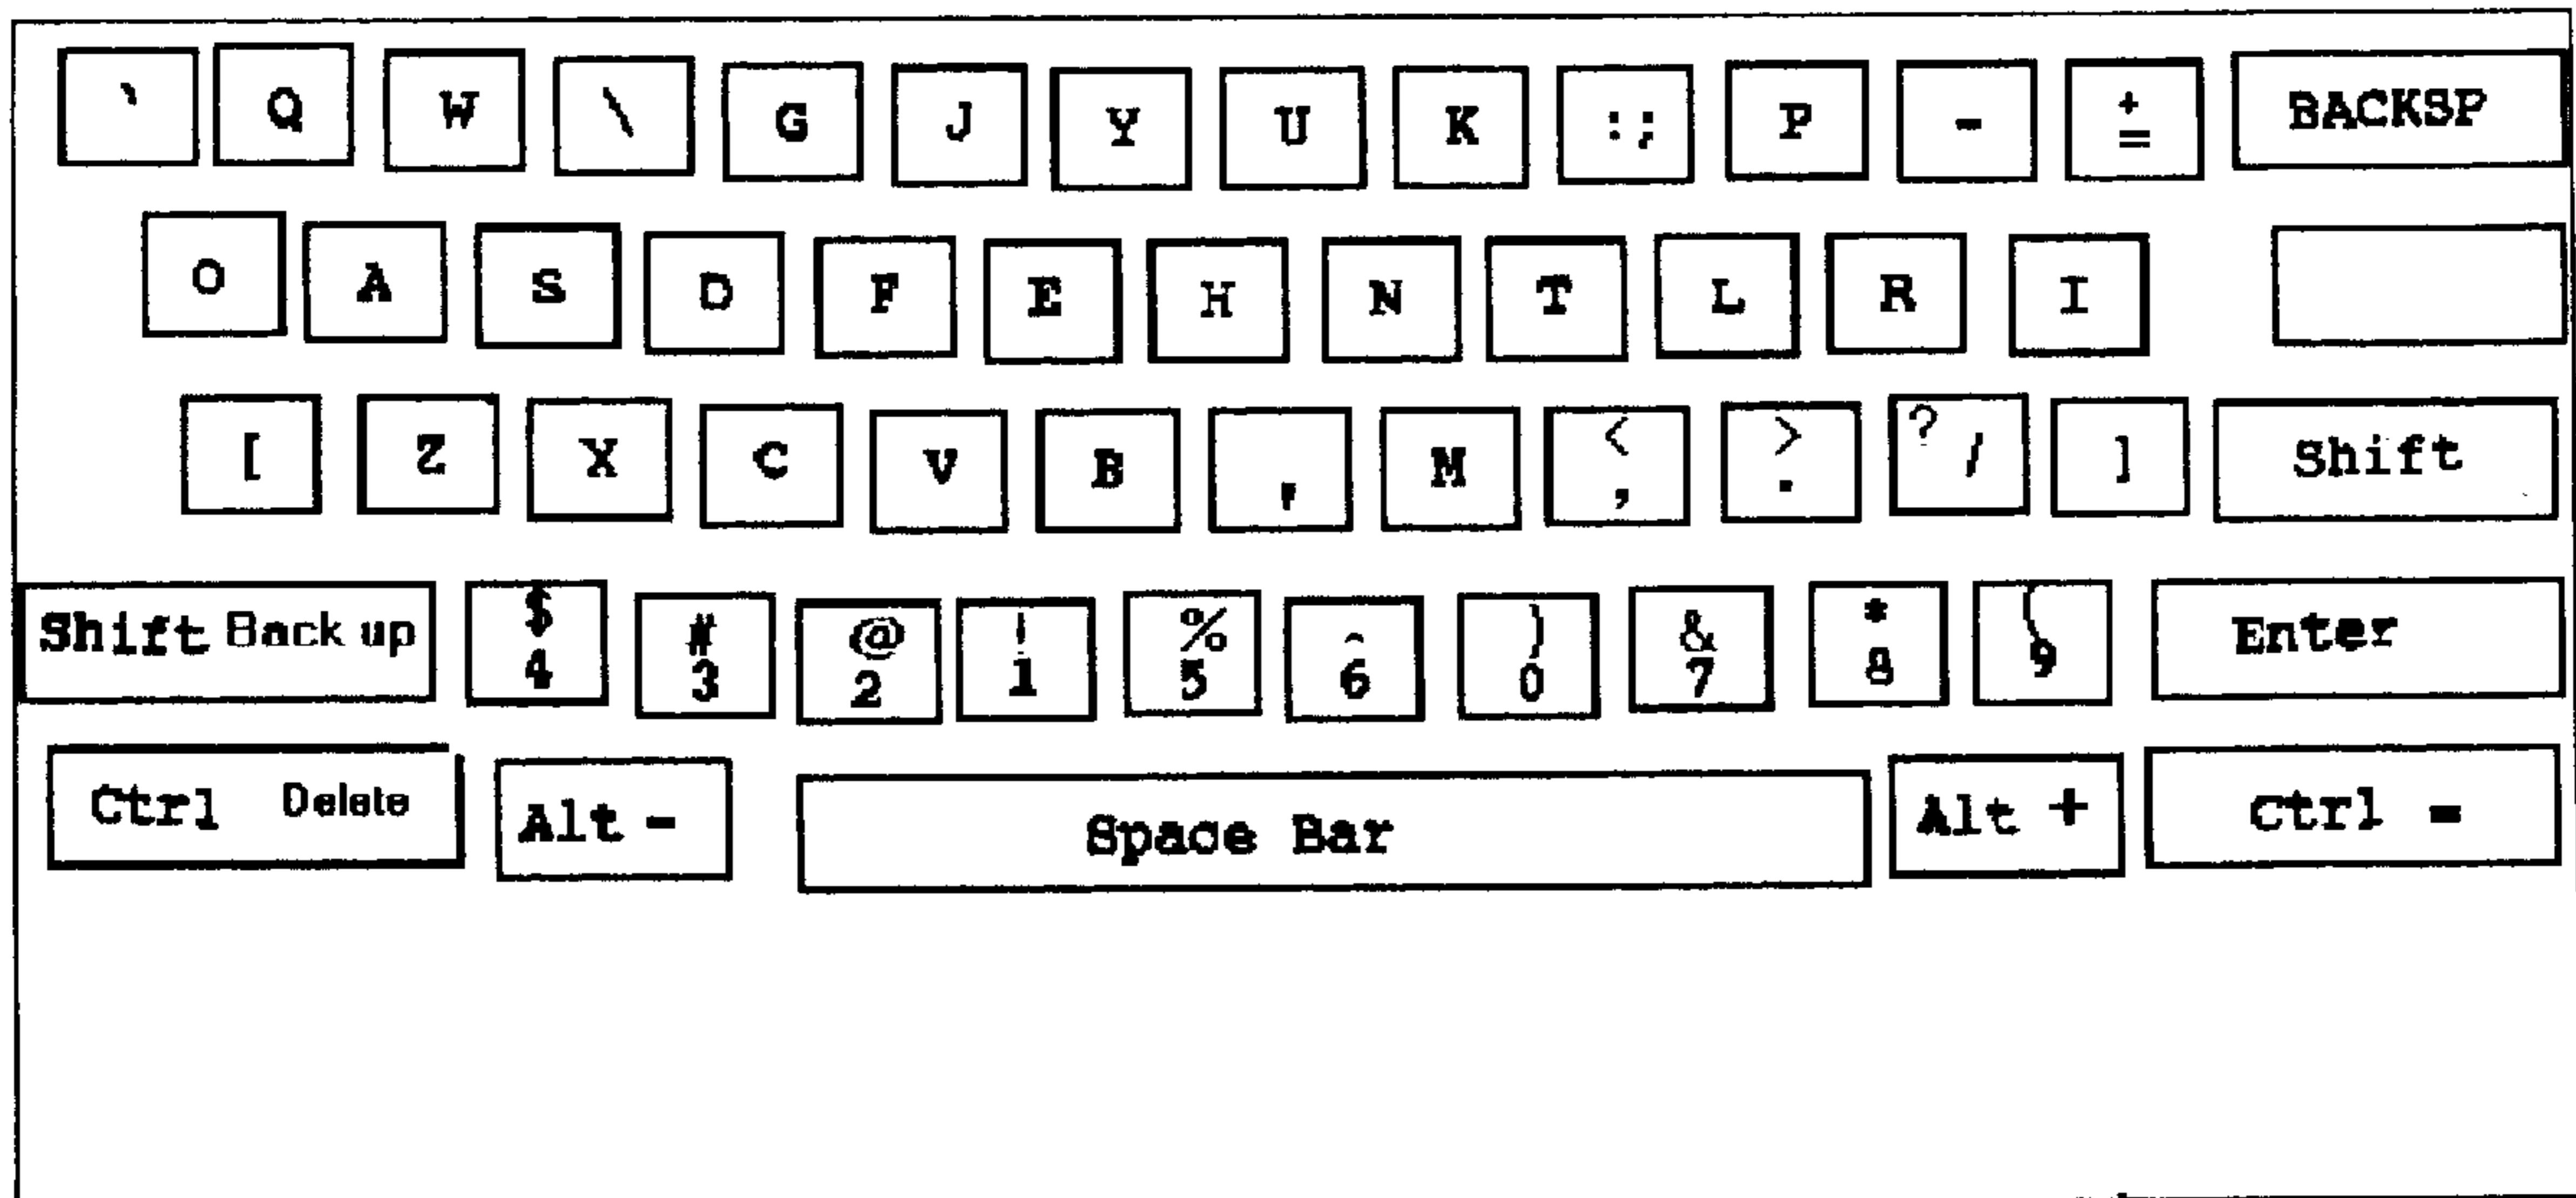 ` Q W \ G J Y U K :; P - + = BACKSP
O A S D F E H N T L R I
[ Z X C V B ' M < , > . ? / ] Shift
Shift Back up $ 4 # 3 @ 2 ! 1 % 5 ^ 6 ) 0 & 7 * 8 ( 9 Enter
Ctrl Delete Alt - Space Bar Alt + Ctrl =